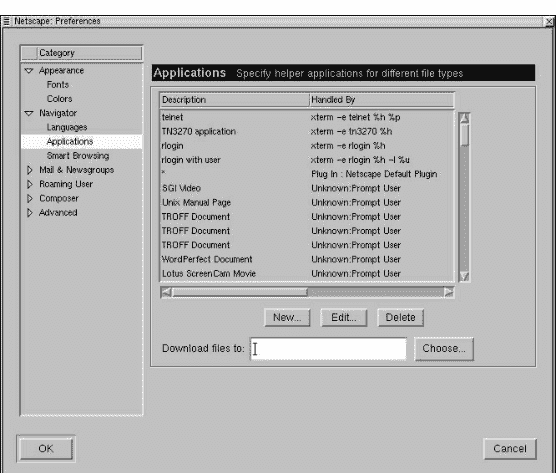 Netscape: Preferences
Category
Appearance
Fonts
Colors
Navigator
Languages
Applications
Smart Browsing
Mail & Newsgroups
Roaming User
Composer
Advanced
Applications Specify helper applications for different file types
Description Handled By
telnet xterm -e telnet %h %p
TN3270 application xterm -e tn3270 %h
rlogin xterm -e rlogin %h
rlogin with user xterm -e rlogin %h -l %u
* Plug In : Netscape Default Plugin
SGI Video Unknown:Prompt User
Unix Manual Page Unknown:Prompt User
TROFF Document Unknown:Prompt User
TROFF Document Unknown:Prompt User
TROFF Document Unknown:Prompt User
WordPerfect Document Unknown:Prompt User
Lotus ScreenCam Movie Unknown:Prompt User
New... Edit... Delete
Download files to: Choose...
OK Cancel